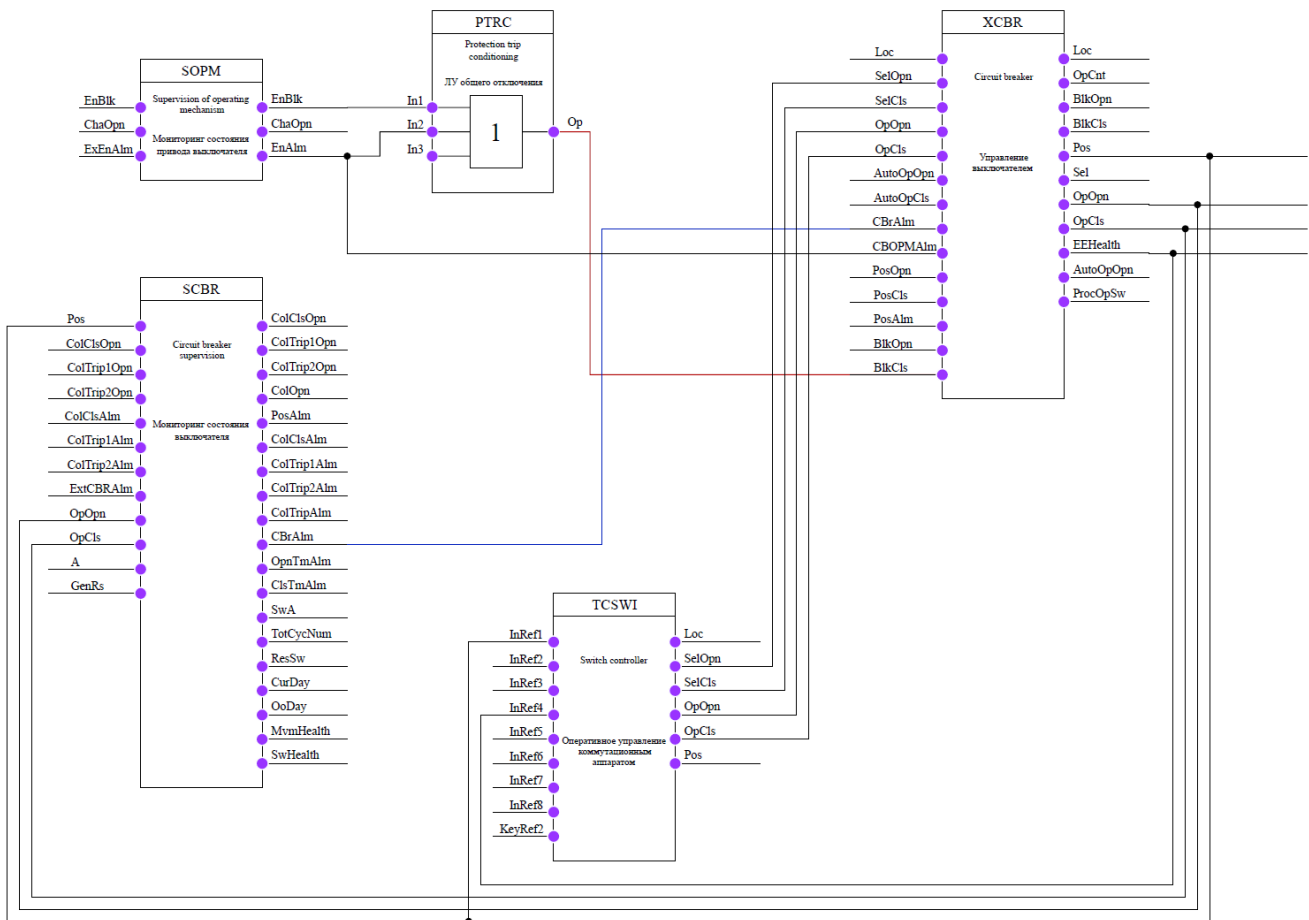 SOPM
Supervision of operating
mechanism
Мониторинг состояния
привода выключателя
EnBlk
ChaOpn
ExEnAlm
EnBlk
ChaOpn
EnAlm
PTRC
Protection trip
conditioning
ЛУ общего отключения
In1
In2
In3
1
Op
XCBR
Circuit breaker
Управление
выключателем
Loc
SelOpn
SelCls
OpOpn
OpCls
AutoOpOpn
AutoOpCls
CBrAlm
CBOPMAlm
PosOpn
PosCls
PosAlm
BlkOpn
BlkCls
Loc
OpCnt
BlkOpn
BlkCls
Pos
Sel
OpOpn
OpCls
EEHealth
AutoOpOpn
ProcOpSw
SCBR
Circuit breaker
supervision
Мониторинг состояния
выключателя
Pos
ColClsOpn
ColTrip1Opn
ColTrip2Opn
ColClsAlm
ColTrip1Alm
ColTrip2Alm
ExtCBRAlm
OpOpn
OpCls
A
GenRs
ColClsOpn
ColTrip1Opn
ColTrip2Opn
ColOpn
PosAlm
ColClsAlm
ColTrip1Alm
ColTrip2Alm
ColTripAlm
CBrAlm
OpnTmAlm
ClsTmAlm
SwA
TotCycNum
ResSw
CurDay
OoDay
MvmHealth
SwHealth
TCSWI
Switch controller
Оперативное управление
коммутационным
аппаратом
InRef1
InRef2
InRef3
InRef4
InRef5
InRef6
InRef7
InRef8
KeyRef2
Loc
SelOpn
SelCls
OpOpn
OpCls
Pos